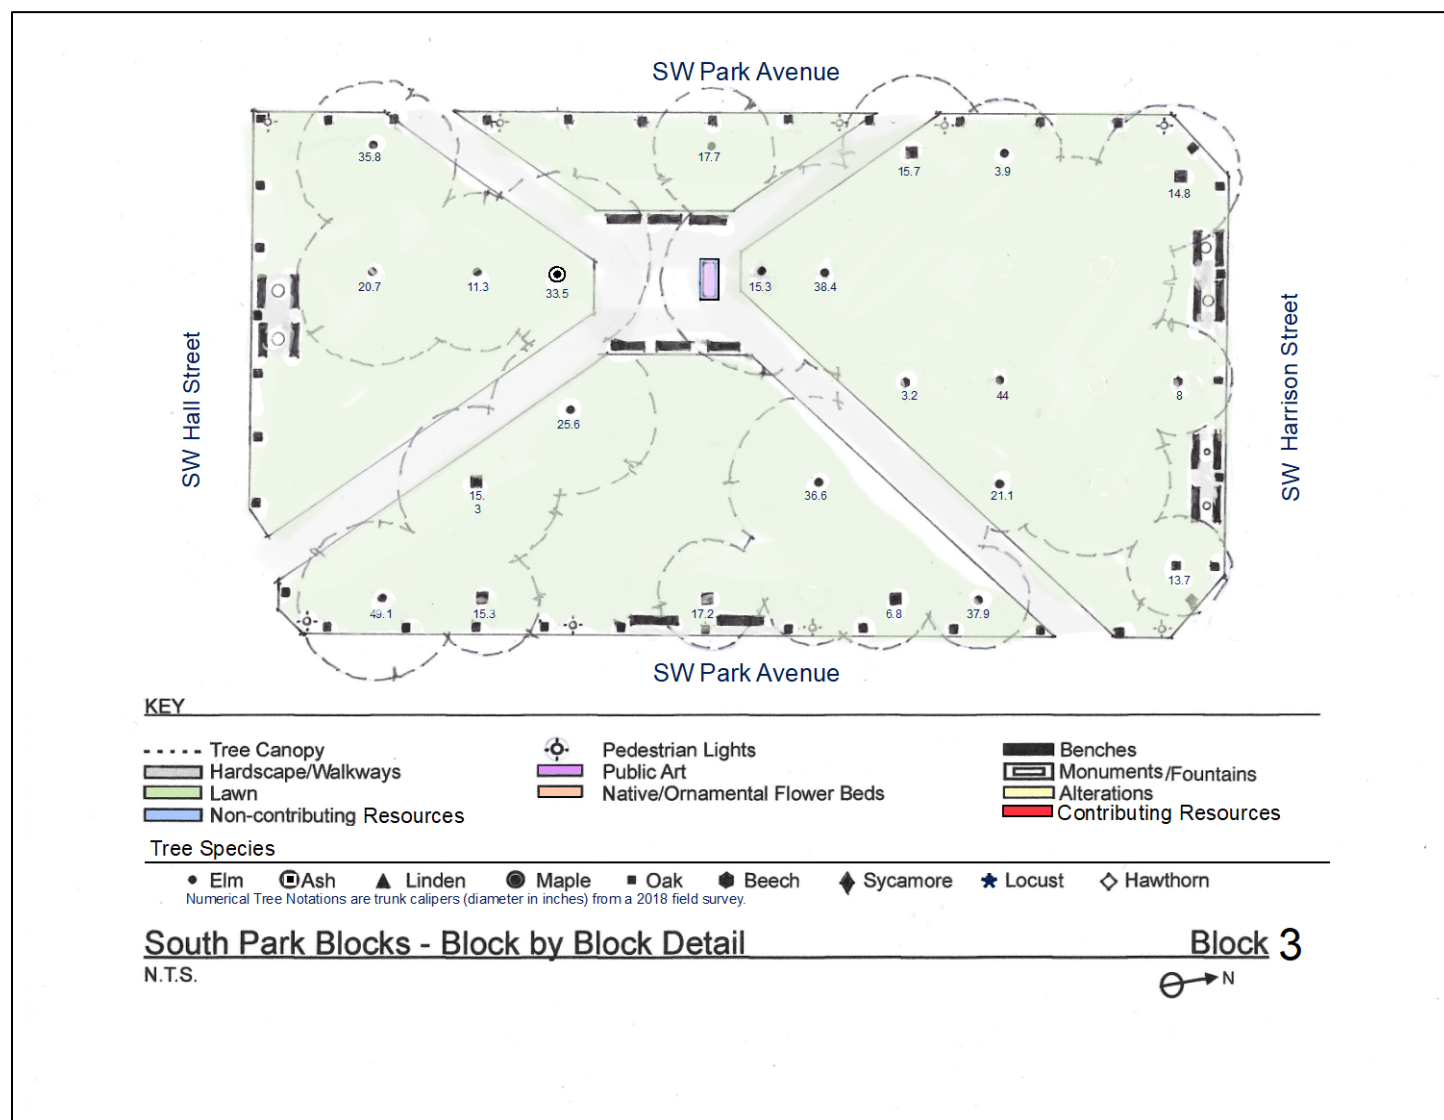 SW Park Avenue
35.8
17.7
15.7
3.9
14.8
20.7
11.3
33.5
15.3
38.4
SW Hall Street
SW Harrison Street
3.2
44
8
25.6
15.
3
36.6
21.1
13.7
49.1
15.3
17.2
6.8
37.9
SW Park Avenue
KEY
Tree Canopy
Pedestrian Lights
Benches
Hardscape/Walkways
Public Art
Monuments/Fountains
Lawn
Native/Ornamental Flower Beds
Alterations
Non-contributing Resources
Contributing Resources
Tree Species
Elm Ash Linden Maple Oak Beech Sycamore Locust Hawthorn
Numerical Tree Notations are trunk calipers (diameter in inches) from a 2018 field survey.
South Park Blocks - Block by Block Detail Block 3
N.T.S.
N